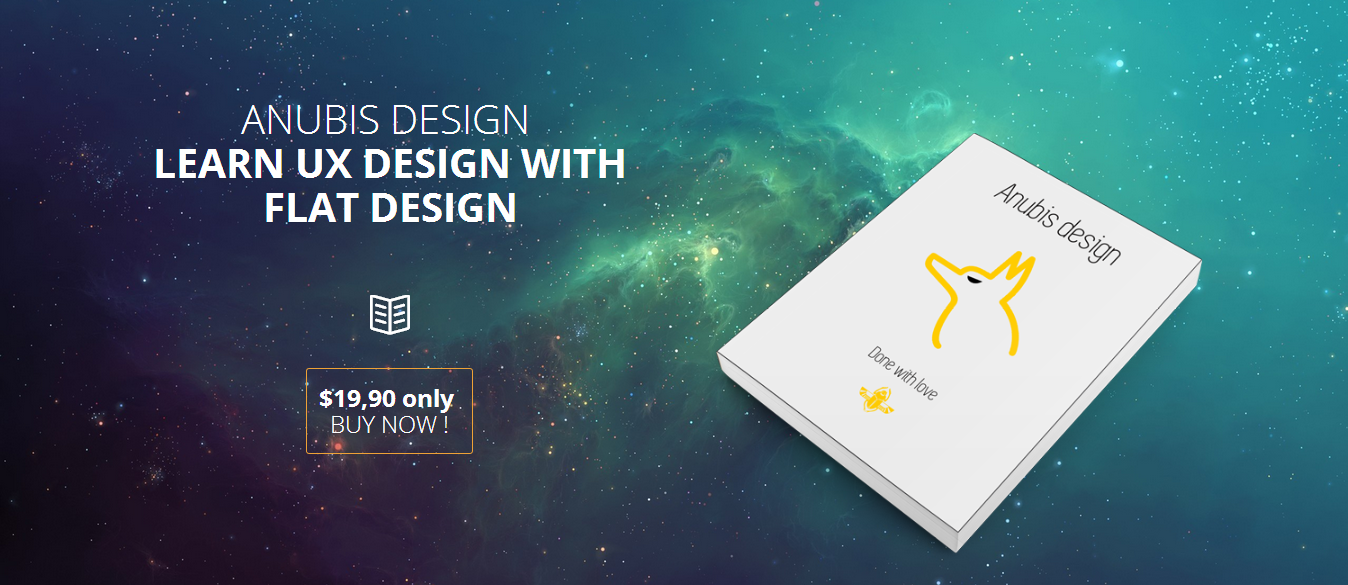 ANUBIS DESIGN
LEARN UX DESIGN WITH
FLAT DESIGN
$19,90 only
BUY NOW !
Anubis design
Done with love